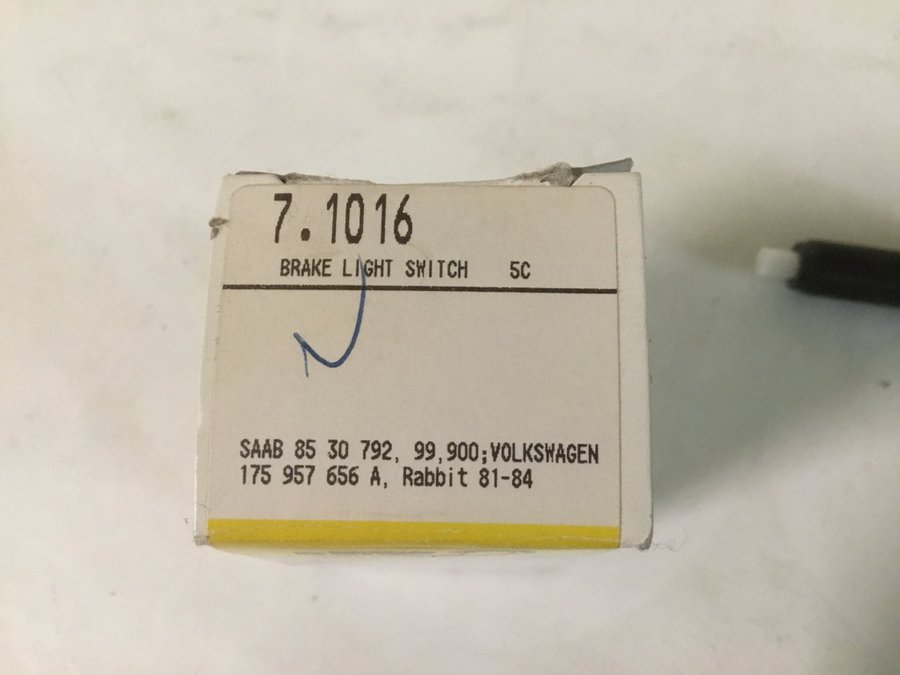 7.1016
BRAKE LIGHT SWITCH 5C
SAAB 85 30 792, 99,900;VOLKSWAGEN
175 957 656 A, Rabbit 81-84